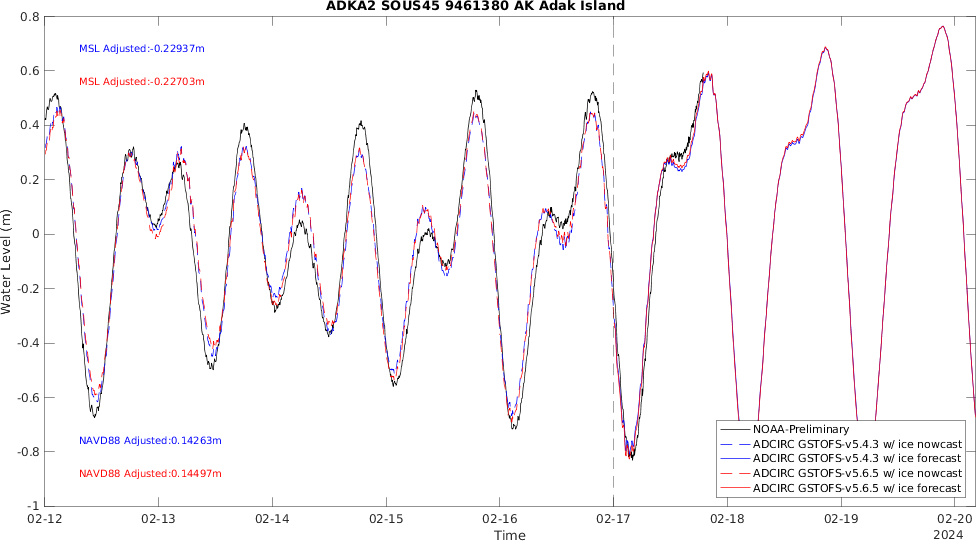 ADKA2 SOUS45 9461380 AK Adak Island
0.8
0.6
0.4
0.2
0
-0.2
-0.4
-0.6
-0.8
-1
Water Level (m)
MSL Adjusted:-0.22937m
MSL Adjusted:-0.22703m
NAVD88 Adjusted:0.14263m
NAVD88 Adjusted:0.14497m
NOAA-Preliminary
ADCIRC GSTOFS-v5.4.3 w/ ice nowcast
ADCIRC GSTOFS-v5.4.3 w/ ice forecast
ADCIRC GSTOFS-v5.6.5 w/ ice nowcast
ADCIRC GSTOFS-v5.6.5 w/ ice forecast
02-12 02-13 02-14 02-15 02-16 02-17 02-18 02-19 02-20
Time
2024